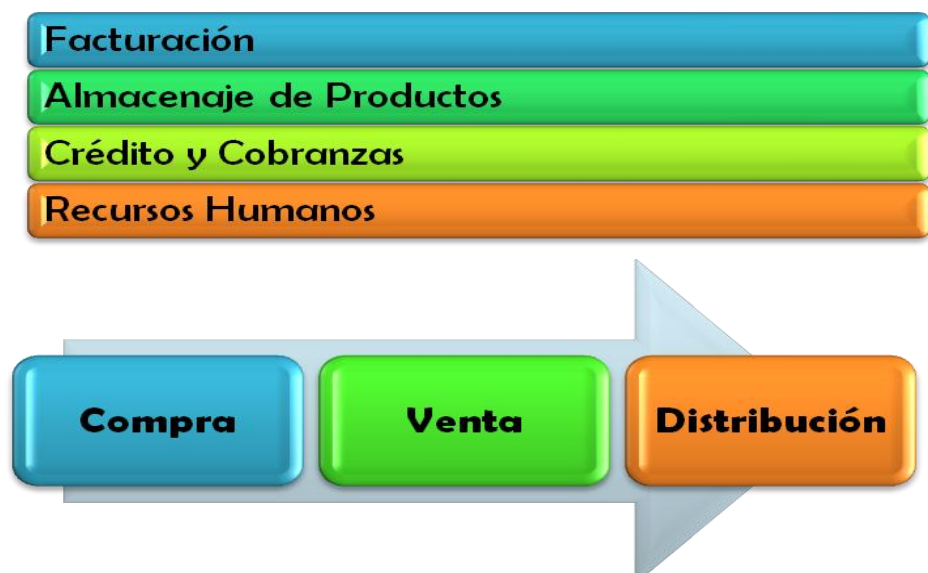 Facturación
Almacenaje de Productos
Crédito y Cobranzas
Recursos Humanos
Compra
Venta
Distribución